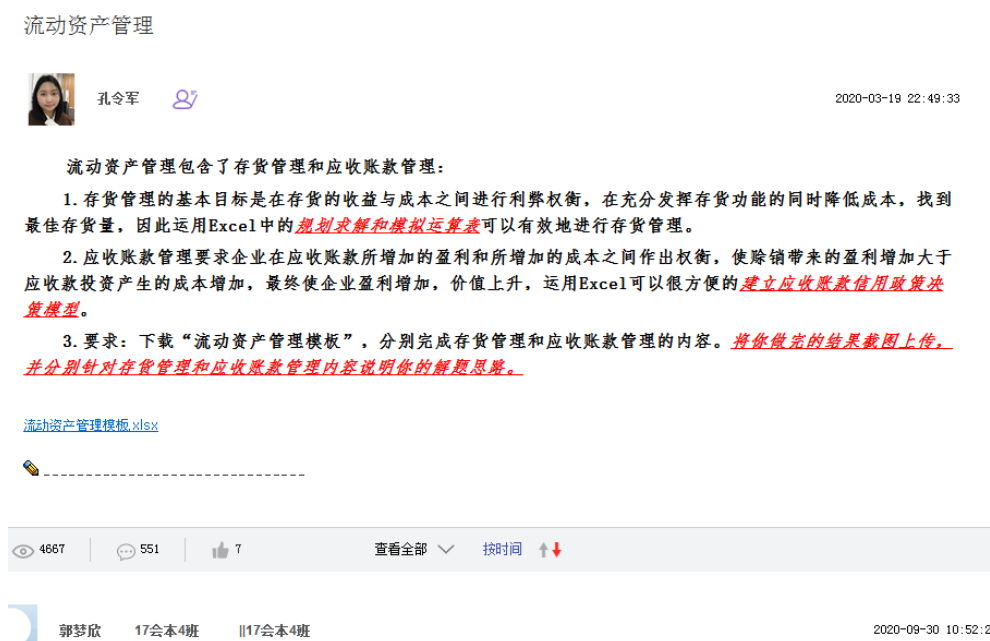 流动资产管理
孔令军
2020-03-19 22:49:33
流动资产管理包含了存货管理和应收账款管理：
1.存货管理的基本目标是在存货的收益与成本之间进行利弊权衡，在充分发挥存货功能的同时降低成本，找到
最佳存货量，因此运用Excel中的规划求解和模拟运算表可以有效地进行存货管理。
2.应收账款管理要求企业在应收账款所增加的盈利和所增加的成本之间作出权衡，使赊销带来的盈利增加大于
应收款投资产生的成本增加，最终使企业盈利增加，价值上升，运用Excel可以很方便的建立应收账款信用政策决
策模型。
3.要求：下载“流动资产管理模板”，分别完成存货管理和应收账款管理的内容。将你做完的结果截图上传，
并分别针对存货管理和应收账款管理内容说明你的解题思路。
流动资产管理模板.xlsx
4667 551 7 查看全部 按时间
郭梦欣 17会本4班 ||17会本4班 2020-09-30 10:52:2